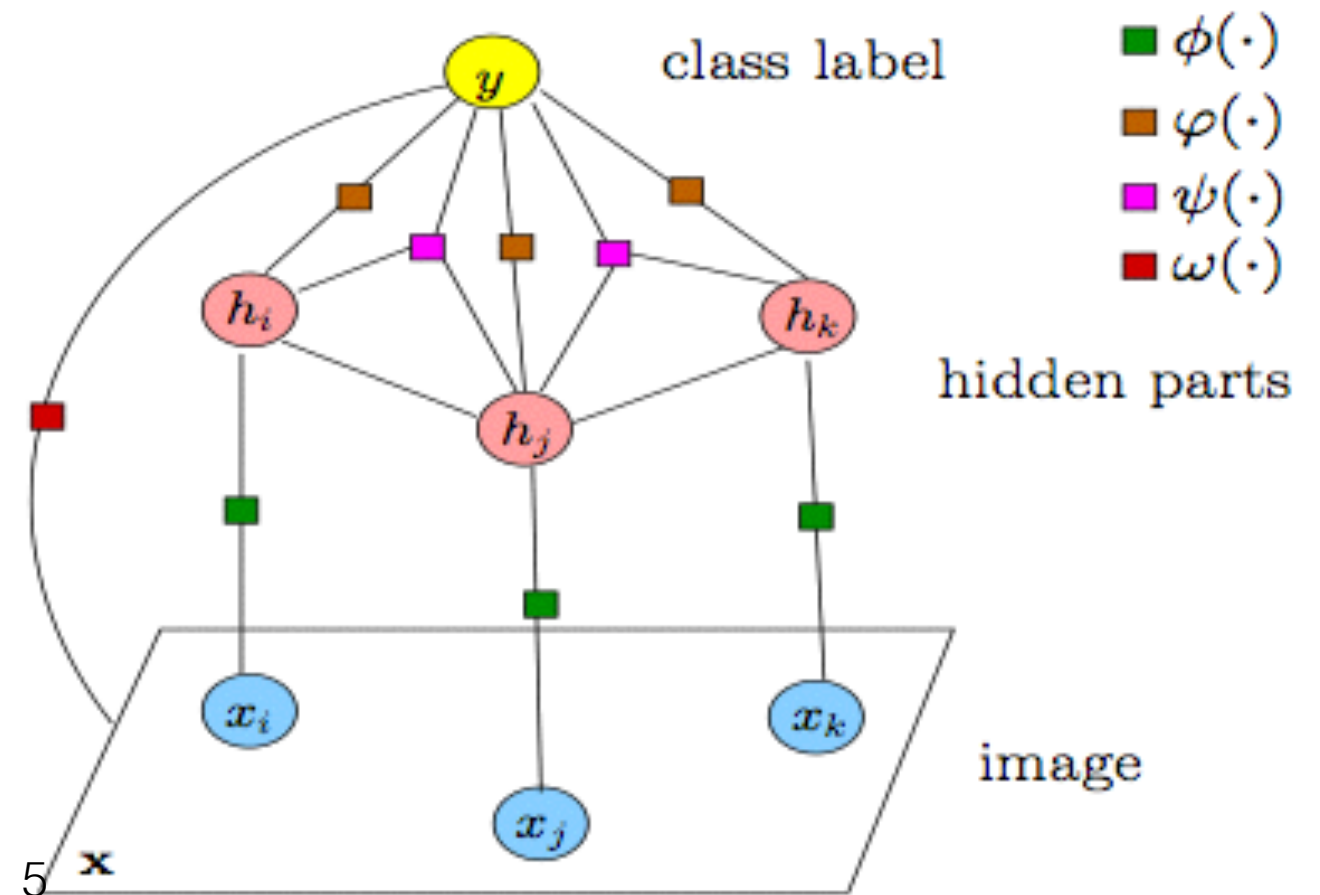 y
class label
ϕ(·)
φ(·)
ψ(·)
ω(·)
h_i
h_k
hidden parts
h_j
x_i
x_k
image
x_j
x
5